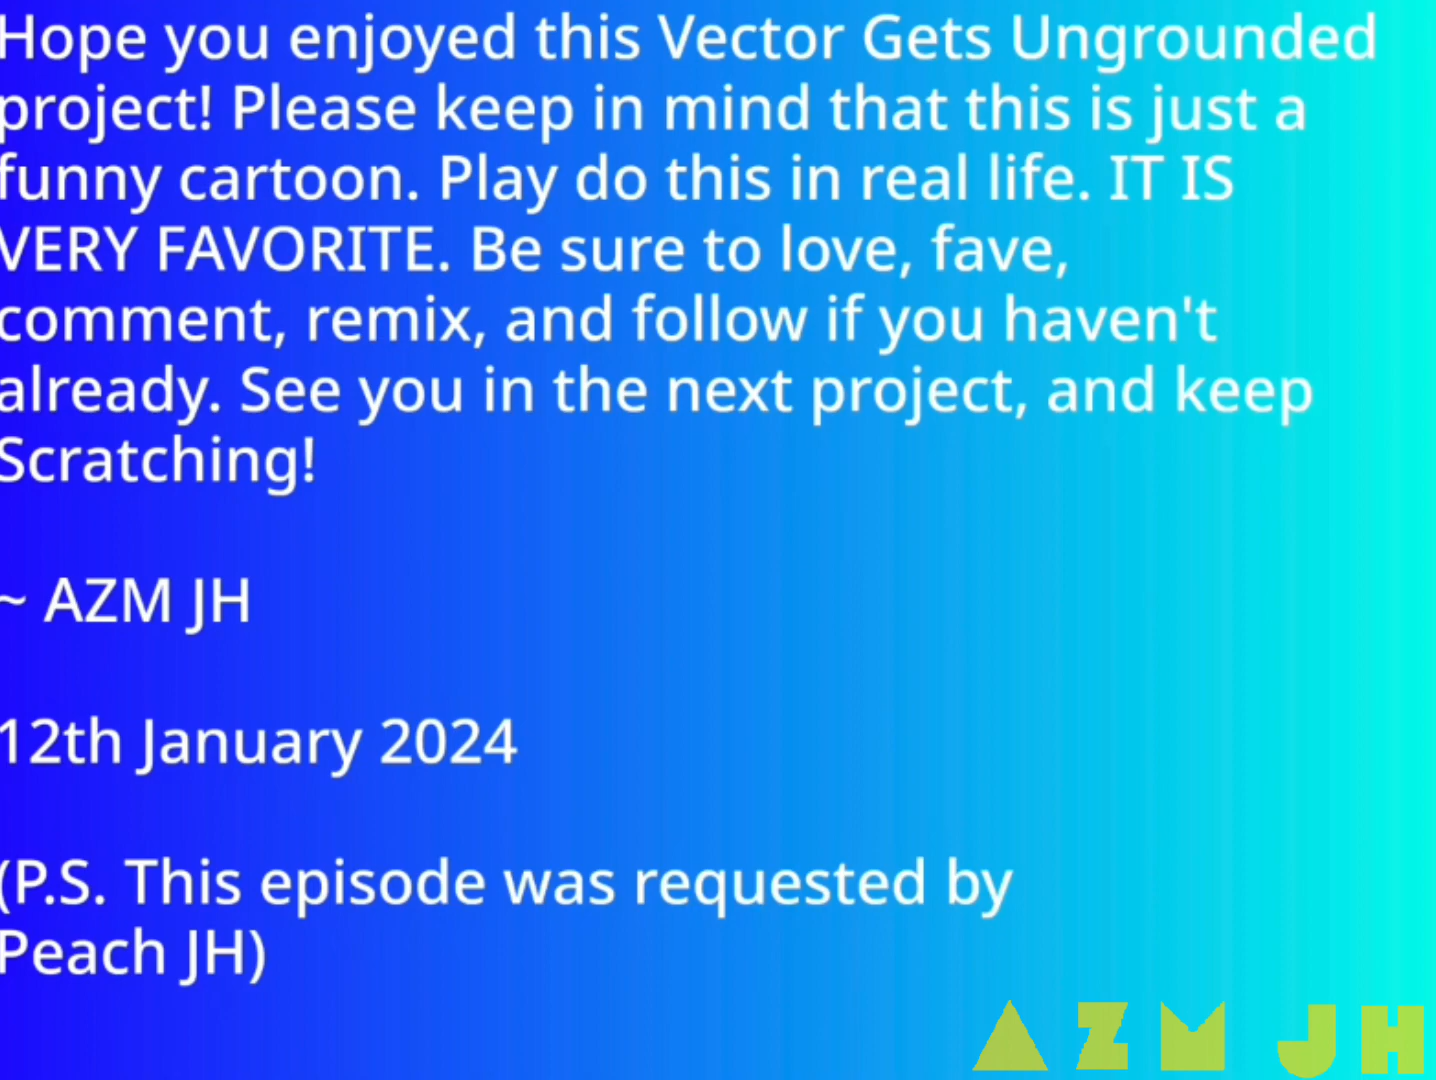 Hope you enjoyed this Vector Gets Ungrounded
project! Please keep in mind that this is just a
funny cartoon. Play do this in real life. IT IS
VERY FAVORITE. Be sure to love, fave,
comment, remix, and follow if you haven't
already. See you in the next project, and keep
Scratching!
~ AZM JH
12th January 2024
(P.S. This episode was requested by
Peach JH)
AZM JH